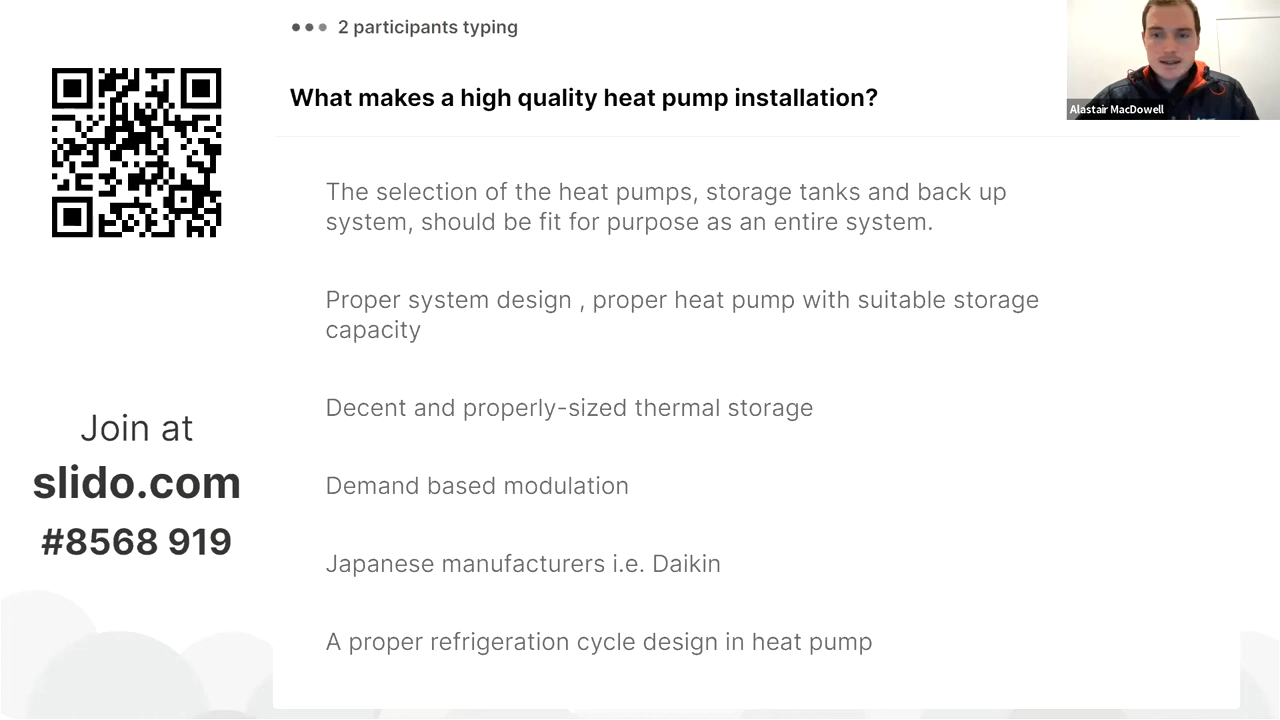 2 participants typing
What makes a high quality heat pump installation?
Alastair MacDowell
The selection of the heat pumps, storage tanks and back up
system, should be fit for purpose as an entire system.
Proper system design , proper heat pump with suitable storage
capacity
Decent and properly-sized thermal storage
Demand based modulation
Japanese manufacturers i.e. Daikin
A proper refrigeration cycle design in heat pump
Join at
slido.com
#8568 919